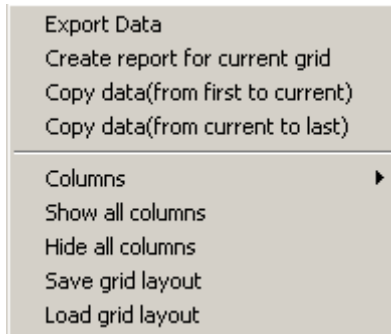 Export Data
Create report for current grid
Copy data(from first to current)
Copy data(from current to last)
Columns
Show all columns
Hide all columns
Save grid layout
Load grid layout